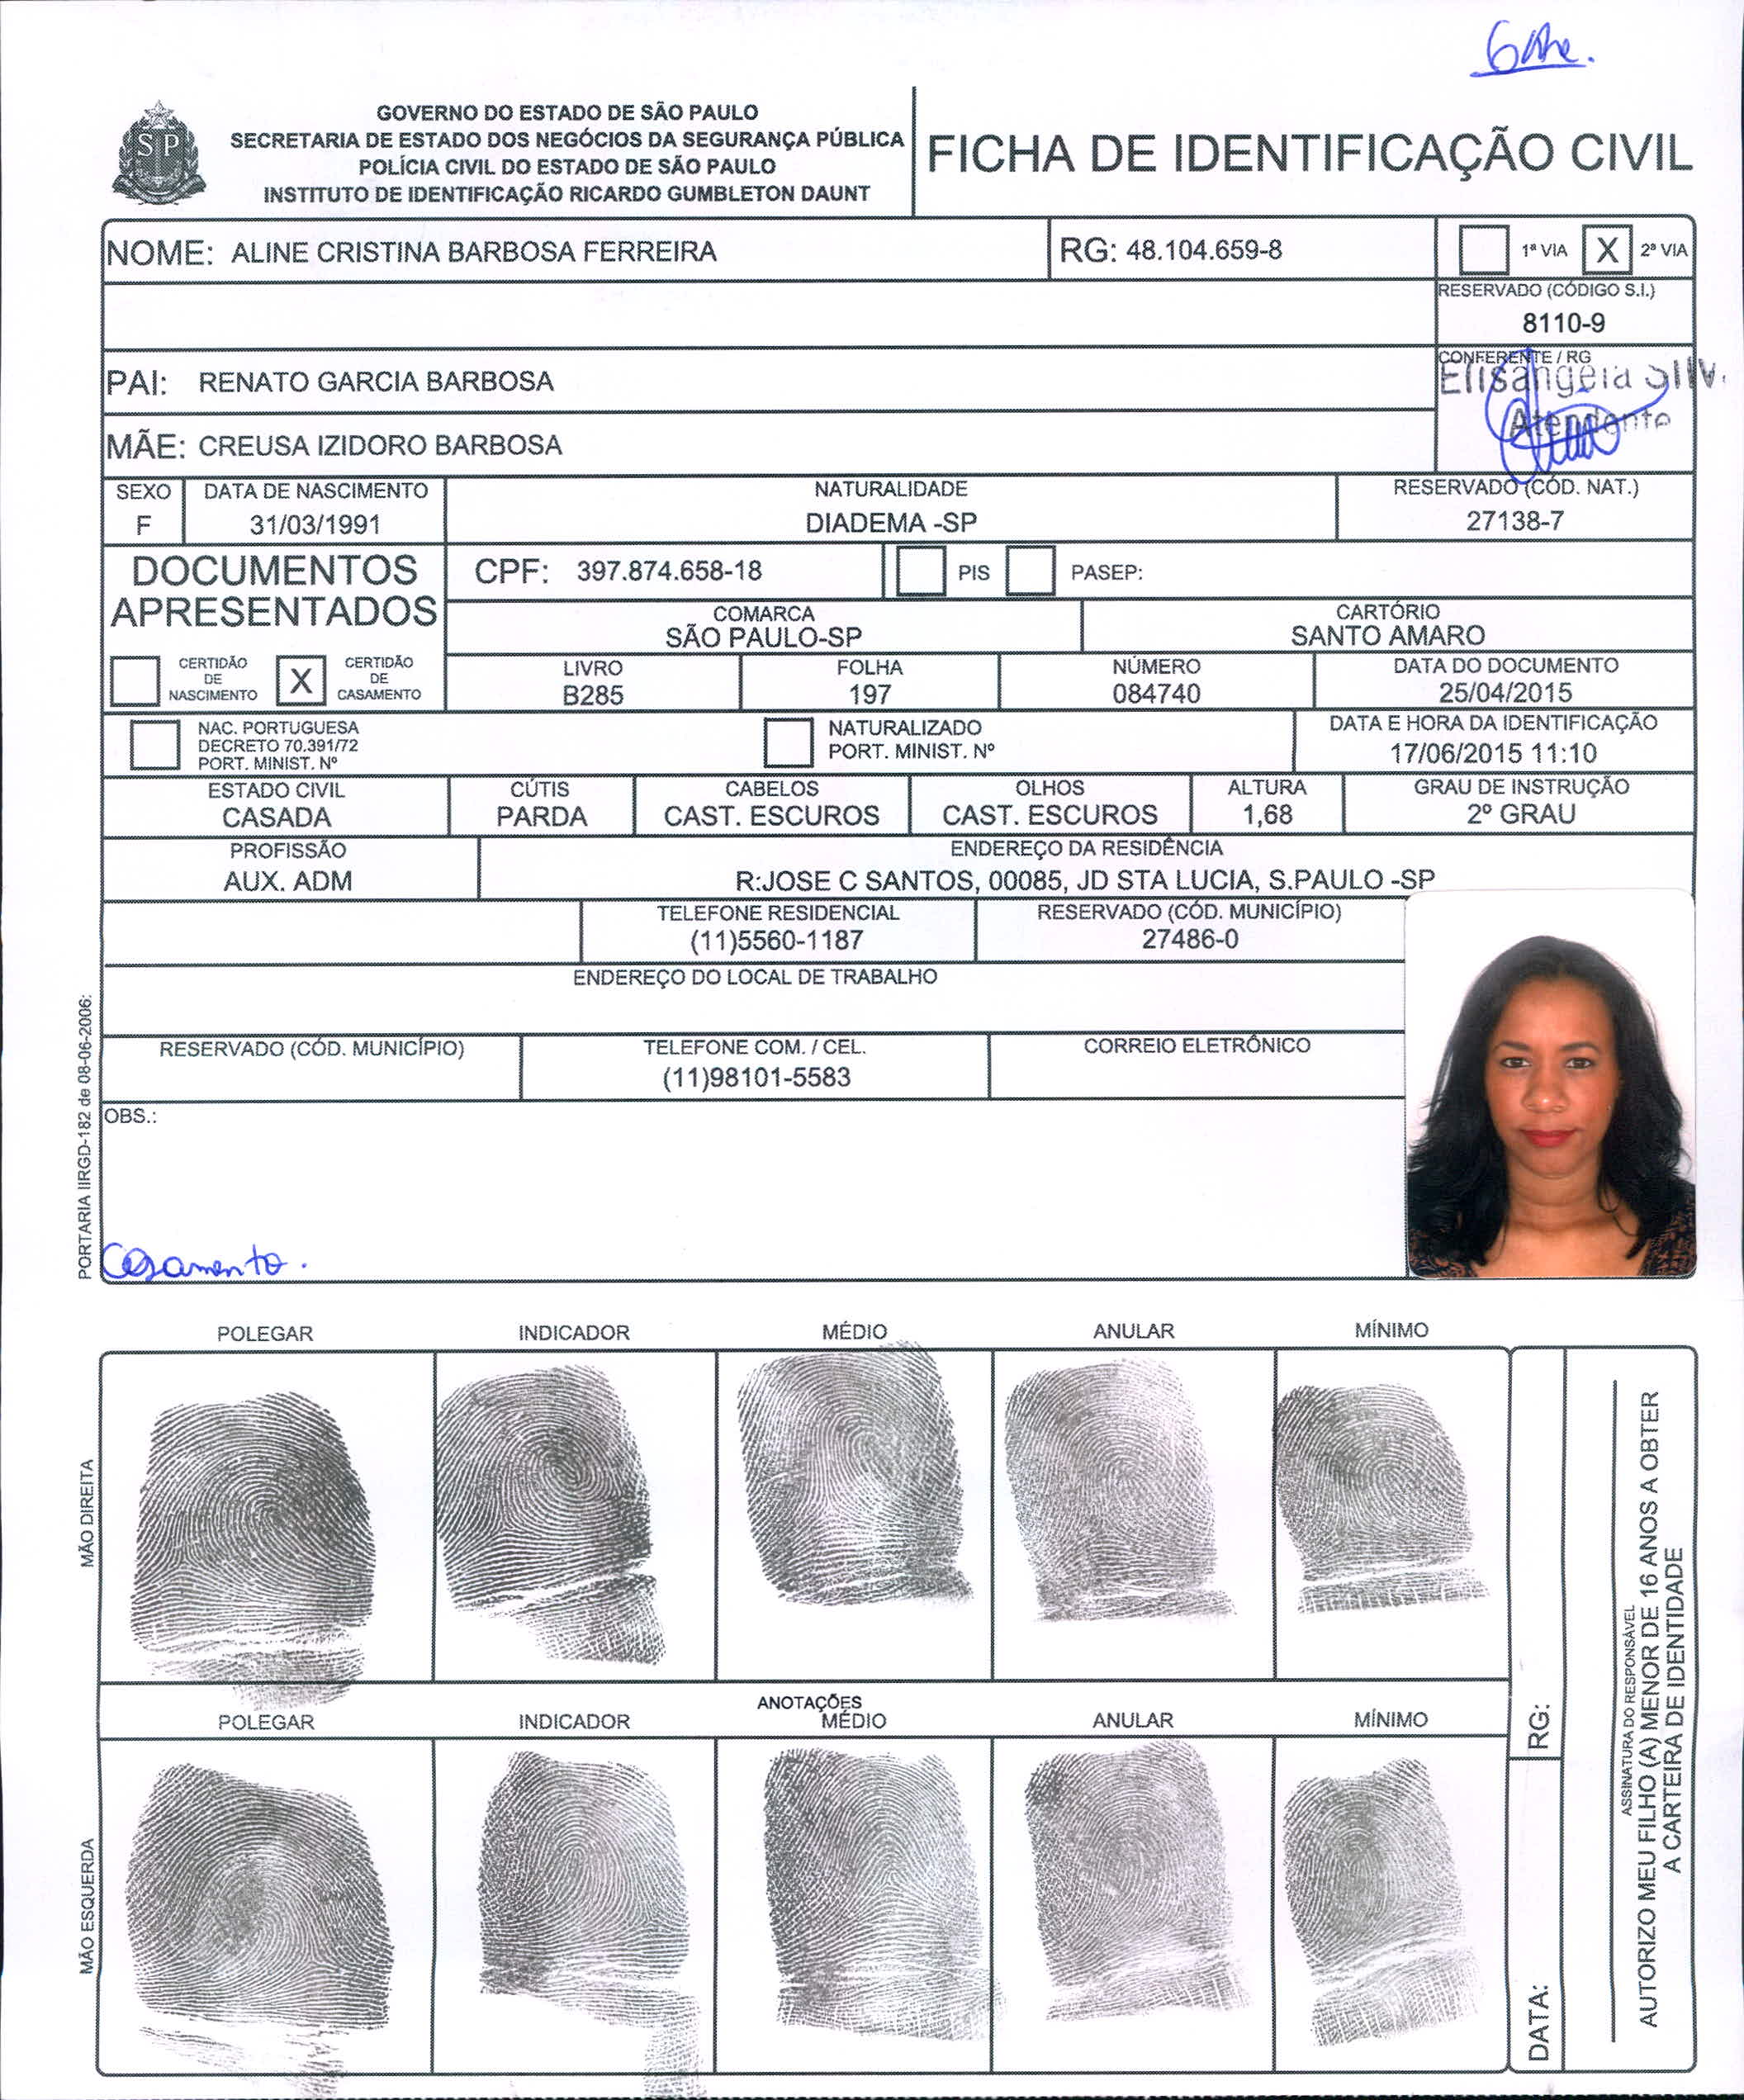 GOVERNO DO ESTADO DE SÃO PAULO
SECRETARIA DE ESTADO DOS NEGÓCIOS DA SEGURANÇA PÚBLICA
POLÍCIA CIVIL DO ESTADO DE SÃO PAULO
INSTITUTO DE IDENTIFICAÇÃO RICARDO GUMBLETON DAUNT
SP
FICHA DE IDENTIFICAÇÃO CIVIL
NOME: ALINE CRISTINA BARBOSA FERREIRA
RG: 48.104.659-8
1ª VIA X 2ª VIA
RESERVADO (CÓDIGO S.I.)
8110-9
PAI: RENATO GARCIA BARBOSA
CONFERENTE / RG
Elisangela Silv.
Atendente
MÃE: CREUSA IZIDORO BARBOSA
SEXO
F
DATA DE NASCIMENTO
31/03/1991
NATURALIDADE
DIADEMA -SP
RESERVADO (CÓD. NAT.)
27138-7
DOCUMENTOS
APRESENTADOS
CPF: 397.874.658-18
PIS
PASEP:
COMARCA
SÃO PAULO-SP
CARTÓRIO
SANTO AMARO
CERTIDÃO
DE
NASCIMENTO
X
CERTIDÃO
DE
CASAMENTO
LIVRO
B285
FOLHA
197
NÚMERO
084740
DATA DO DOCUMENTO
25/04/2015
NAC. PORTUGUESA
DECRETO 70.391/72
PORT. MINIST. Nº
NATURALIZADO
PORT. MINIST. Nº
DATA E HORA DA IDENTIFICAÇÃO
17/06/2015 11:10
ESTADO CIVIL
CASADA
CÚTIS
PARDA
CABELOS
CAST. ESCUROS
OLHOS
CAST. ESCUROS
ALTURA
1,68
GRAU DE INSTRUÇÃO
2º GRAU
PROFISSÃO
AUX. ADM
ENDEREÇO DA RESIDÊNCIA
R:JOSE C SANTOS, 00085, JD STA LUCIA, S.PAULO -SP
TELEFONE RESIDENCIAL
(11)5560-1187
RESERVADO (CÓD. MUNICÍPIO)
27486-0
ENDEREÇO DO LOCAL DE TRABALHO
RESERVADO (CÓD. MUNICÍPIO)
TELEFONE COM. / CEL.
(11)98101-5583
CORREIO ELETRÔNICO
OBS.:
Casamento.
PORTARIA IIRGD-182 de 08-06-2006:
POLEGAR INDICADOR MÉDIO ANULAR MÍNIMO
MÃO DIREITA
ANOTAÇÕES
POLEGAR INDICADOR MÉDIO ANULAR MÍNIMO
MÃO ESQUERDA
RG:
DATA:
ASSINATURA DO RESPONSÁVEL
AUTORIZO MEU FILHO (A) MENOR DE 16 ANOS A OBTER
A CARTEIRA DE IDENTIDADE